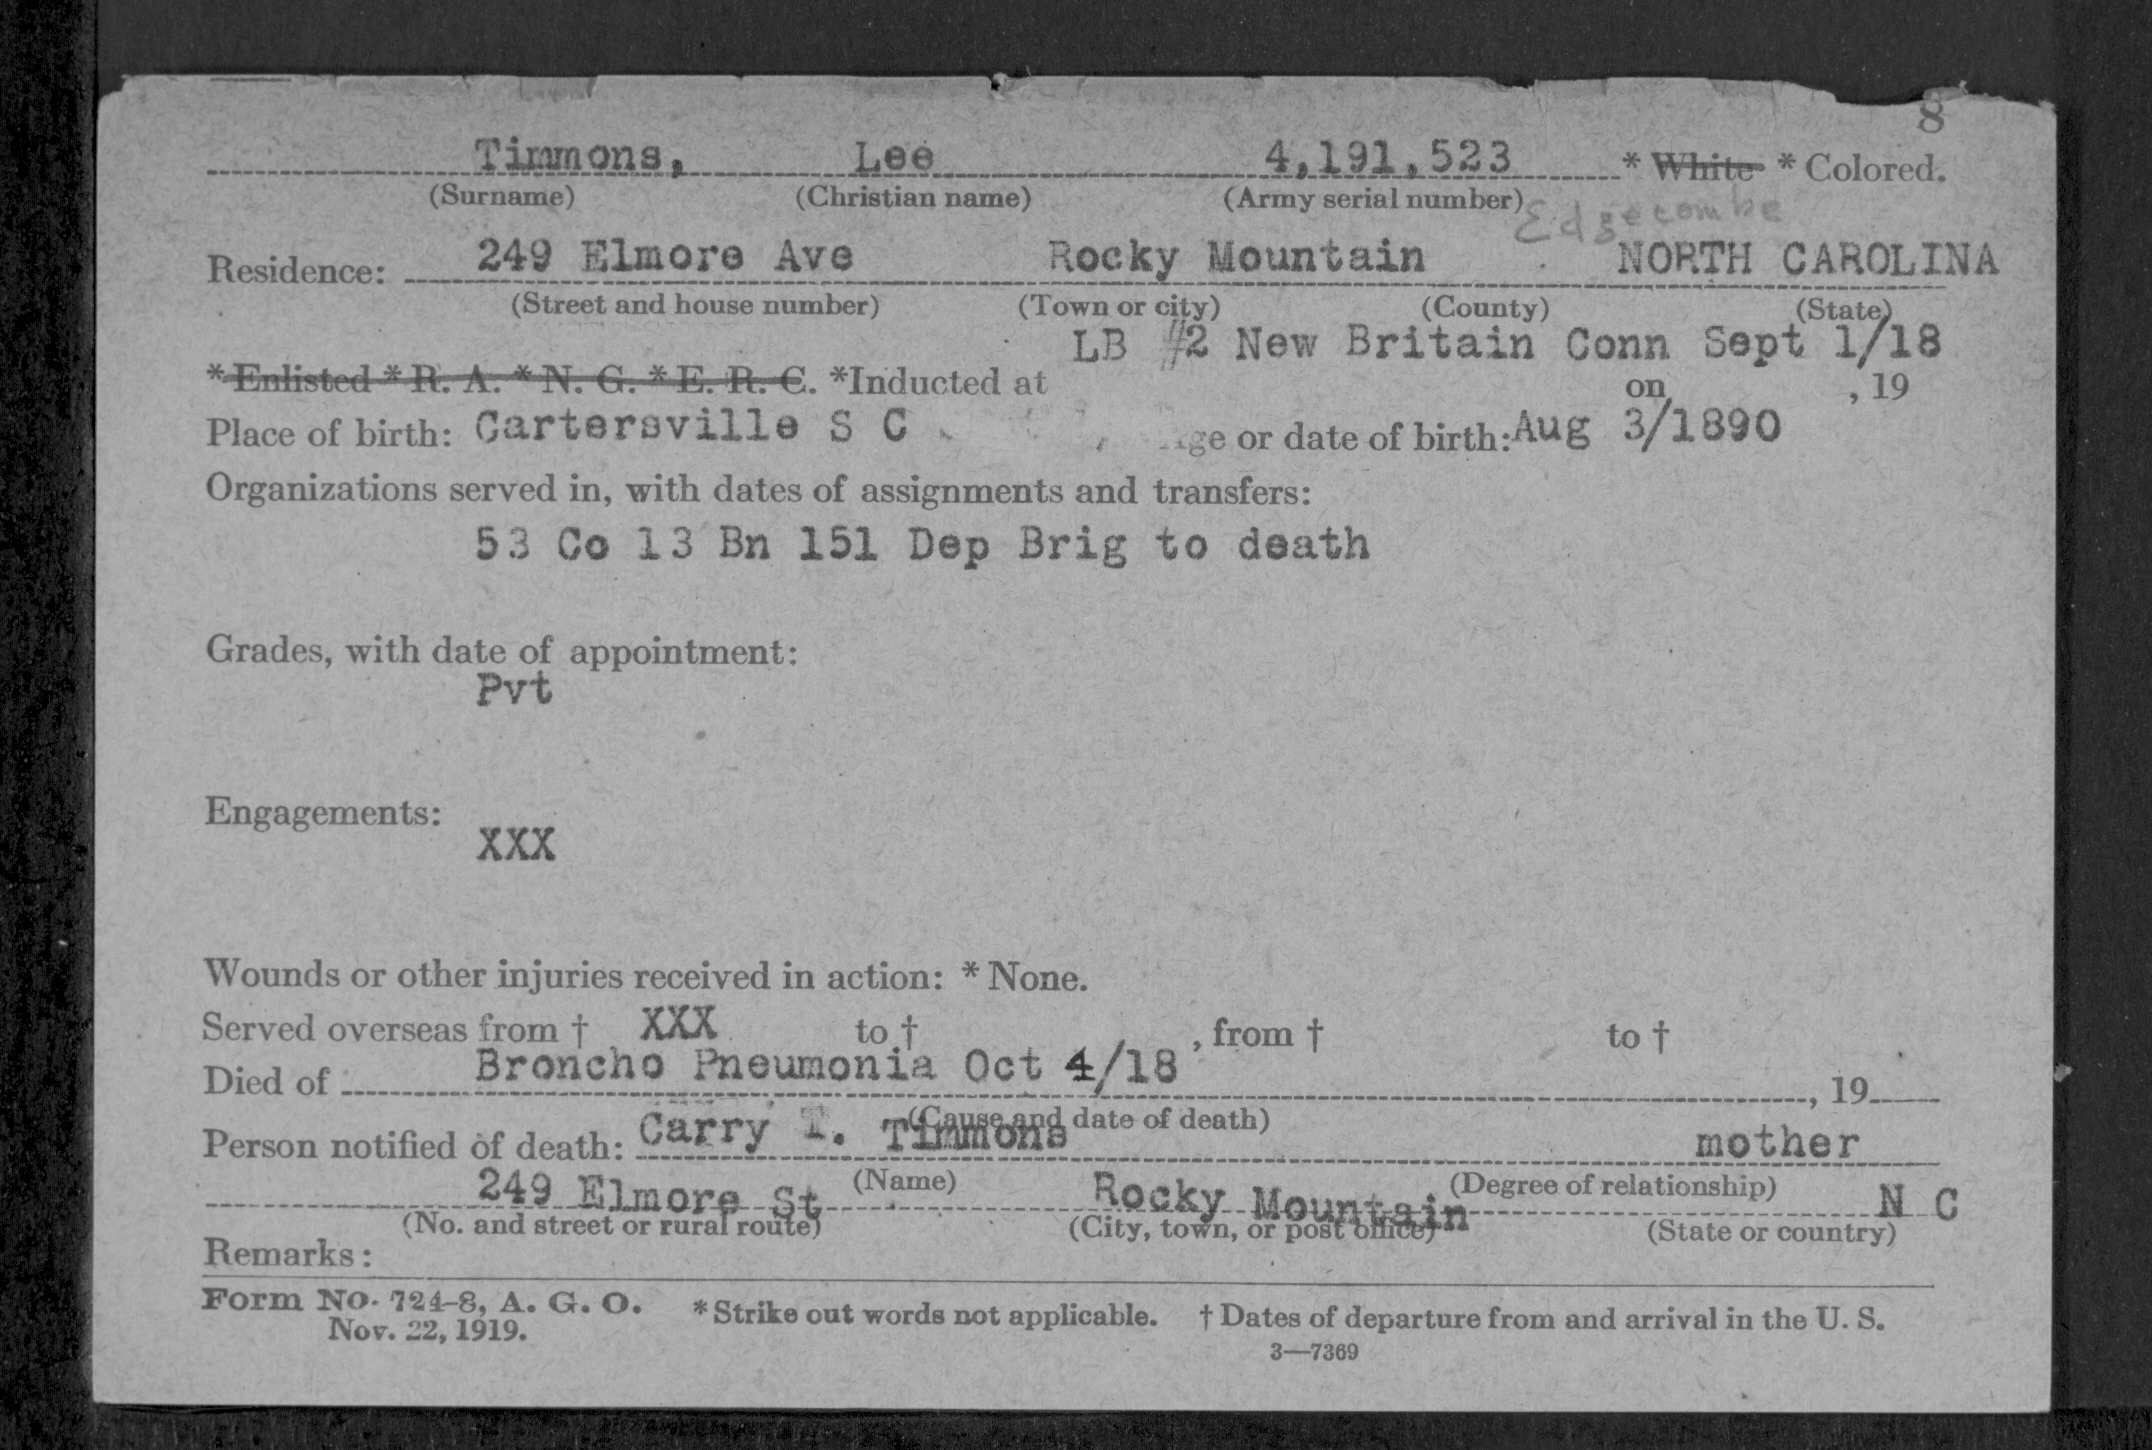 8
Timmons, Lee 4,191,523 * White * Colored.
(Surname) (Christian name) (Army serial number)
Edgecombe
Residence: 249 Elmore Ave Rocky Mountain NORTH CAROLINA
(Street and house number) (Town or city) (County) (State)
LB #2 New Britain Conn Sept 1/18
*Enlisted *R. A. *N. G. *E. R. C. *Inducted at on , 19
Place of birth: Cartersville S C ge or date of birth: Aug 3/1890
Organizations served in, with dates of assignments and transfers:
53 Co 13 Bn 151 Dep Brig to death
Grades, with date of appointment:
Pvt
Engagements:
XXX
Wounds or other injuries received in action: * None.
Served overseas from † XXX to † , from † to †
Died of Broncho Pneumonia Oct 4/18 , 19
(Cause and date of death)
Person notified of death: Carry T. Timmons mother
(Name) (Degree of relationship)
249 Elmore St Rocky Mountain N C
(No. and street or rural route) (City, town, or post office) (State or country)
Remarks:
Form No. 724-8, A. G. O. * Strike out words not applicable. † Dates of departure from and arrival in the U. S.
Nov. 22, 1919.
3—7369